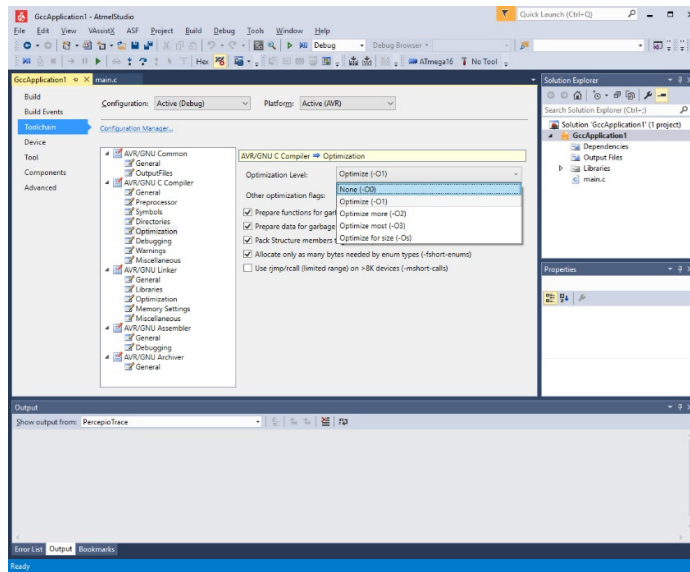 GccApplication1 - AtmelStudio
Quick Launch (Ctrl+Q)
File Edit View VAssistX ASF Project Build Debug Tools Window Help
Debug Debug Browser
Hex ATmega16 No Tool
GccApplication1 main.c
Build
Build Events
Toolchain
Device
Tool
Components
Advanced
Configuration: Active (Debug) Platform: Active (AVR)
Configuration Manager...
AVR/GNU Common
General
OutputFiles
AVR/GNU C Compiler
General
Preprocessor
Symbols
Directories
Optimization
Debugging
Warnings
Miscellaneous
AVR/GNU Linker
General
Libraries
Optimization
Memory Settings
Miscellaneous
AVR/GNU Assembler
General
Debugging
AVR/GNU Archiver
General
AVR/GNU C Compiler Optimization
Optimization Level: Optimize (-O1)
None (-O0)
Other optimization flags: Optimize (-O1)
Prepare functions for gar Optimize more (-O2)
Prepare data for garbage Optimize most (-O3)
Pack Structure members t Optimize for size (-Os)
Allocate only as many bytes needed by enum types (-fshort-enums)
Use rjmp/rcall (limited range) on >8K devices (-mshort-calls)
Solution Explorer
Search Solution Explorer (Ctrl+;)
Solution 'GccApplication1' (1 project)
GccApplication1
Dependencies
Output Files
Libraries
main.c
Properties
Output
Show output from: PercepioTrace
Error List Output Bookmarks
Ready